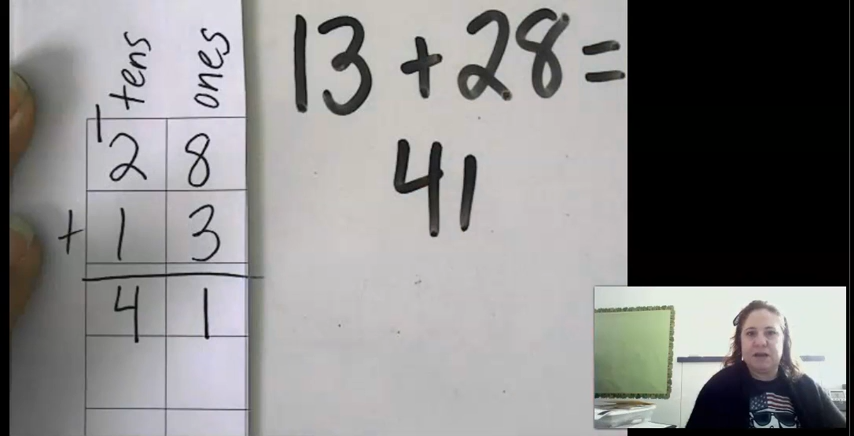 tens ones
1
2 8
+ 1 3
4 1
13 + 28 =
41